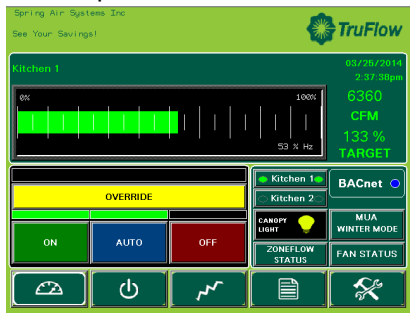 Spring Air Systems Inc
See Your Savings!
TruFlow
Kitchen 1
03/25/2014
2:37:38pm
0%
100%
53 % Hz
6360
CFM
133 %
TARGET
OVERRIDE
ON
AUTO
OFF
Kitchen 1
Kitchen 2
BACnet
CANOPY
LIGHT
MUA
WINTER MODE
ZONEFLOW
STATUS
FAN STATUS